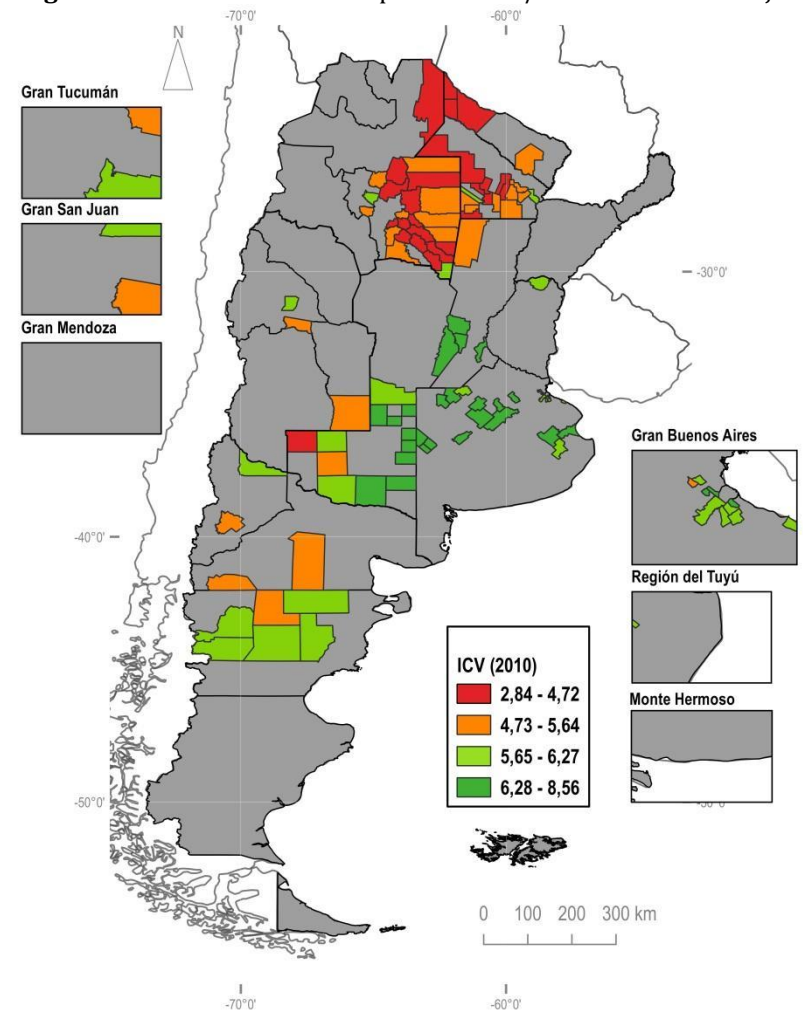 -70°0'
-60°0'
N
Gran Tucumán
Gran San Juan
-30°0'
Gran Mendoza
Gran Buenos Aires
-40°0'
Región del Tuyú
ICV (2010)
2,84 - 4,72
4,73 - 5,64
5,65 - 6,27
6,28 - 8,56
Monte Hermoso
-50°0'
0 100 200 300 km
-70°0'
-60°0'